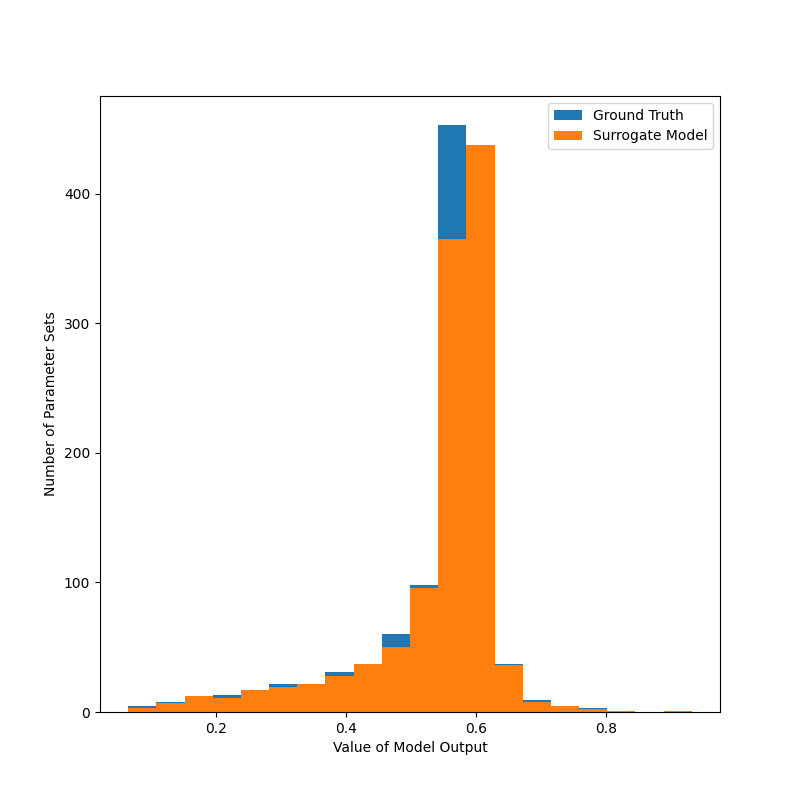 Ground Truth
Surrogate Model
400
300
200
100
0
Number of Parameter Sets
0.2 0.4 0.6 0.8
Value of Model Output